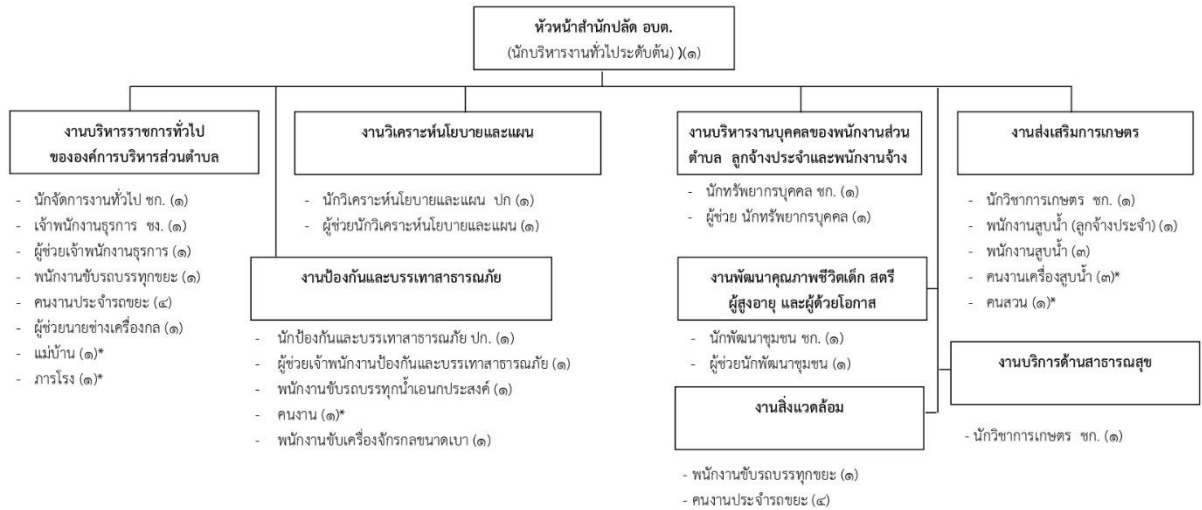 หัวหน้าสำนักปลัด อบต.
(นักบริหารงานทั่วไประดับต้น) )(๑)
งานบริหารราชการทั่วไป
ขององค์การบริหารส่วนตำบล
- นักจัดการงานทั่วไป ชก. (๑)
- เจ้าพนักงานธุรการ ชง. (๑)
- ผู้ช่วยเจ้าพนักงานธุรการ (๑)
- พนักงานขับรถบรรทุกขยะ (๑)
- คนงานประจำรถขยะ (๔)
- ผู้ช่วยนายช่างเครื่องกล (๑)
- แม่บ้าน (๑)*
- ภารโรง (๑)*
งานวิเคราะห์นโยบายและแผน
- นักวิเคราะห์นโยบายและแผน ปก (๑)
- ผู้ช่วยนักวิเคราะห์นโยบายและแผน (๑)
งานป้องกันและบรรเทาสาธารณภัย
- นักป้องกันและบรรเทาสาธารณภัย ปก. (๑)
- ผู้ช่วยเจ้าพนักงานป้องกันและบรรเทาสาธารณภัย (๑)
- พนักงานขับรถบรรทุกน้ำเอนกประสงค์ (๑)
- คนงาน (๑)*
- พนักงานขับเครื่องจักรกลขนาดเบา (๑)
งานบริหารงานบุคคลของพนักงานส่วน
ตำบล ลูกจ้างประจำและพนักงานจ้าง
- นักทรัพยากรบุคคล ชก. (๑)
- ผู้ช่วย นักทรัพยากรบุคคล (๑)
งานพัฒนาคุณภาพชีวิตเด็ก สตรี
ผู้สูงอายุ และผู้ด้วยโอกาส
- นักพัฒนาชุมชน ชก. (๑)
- ผู้ช่วยนักพัฒนาชุมชน (๑)
งานสิ่งแวดล้อม
- พนักงานขับรถบรรทุกขยะ (๑)
- คนงานประจำรถขยะ (๔)
งานส่งเสริมการเกษตร
- นักวิชาการเกษตร ชก. (๑)
- พนักงานสูบน้ำ (ลูกจ้างประจำ) (๑)
- พนักงานสูบน้ำ (๓)
- คนงานเครื่องสูบน้ำ (๓)*
- คนสวน (๑)*
งานบริการด้านสาธารณสุข
- นักวิชาการเกษตร ชก. (๑)